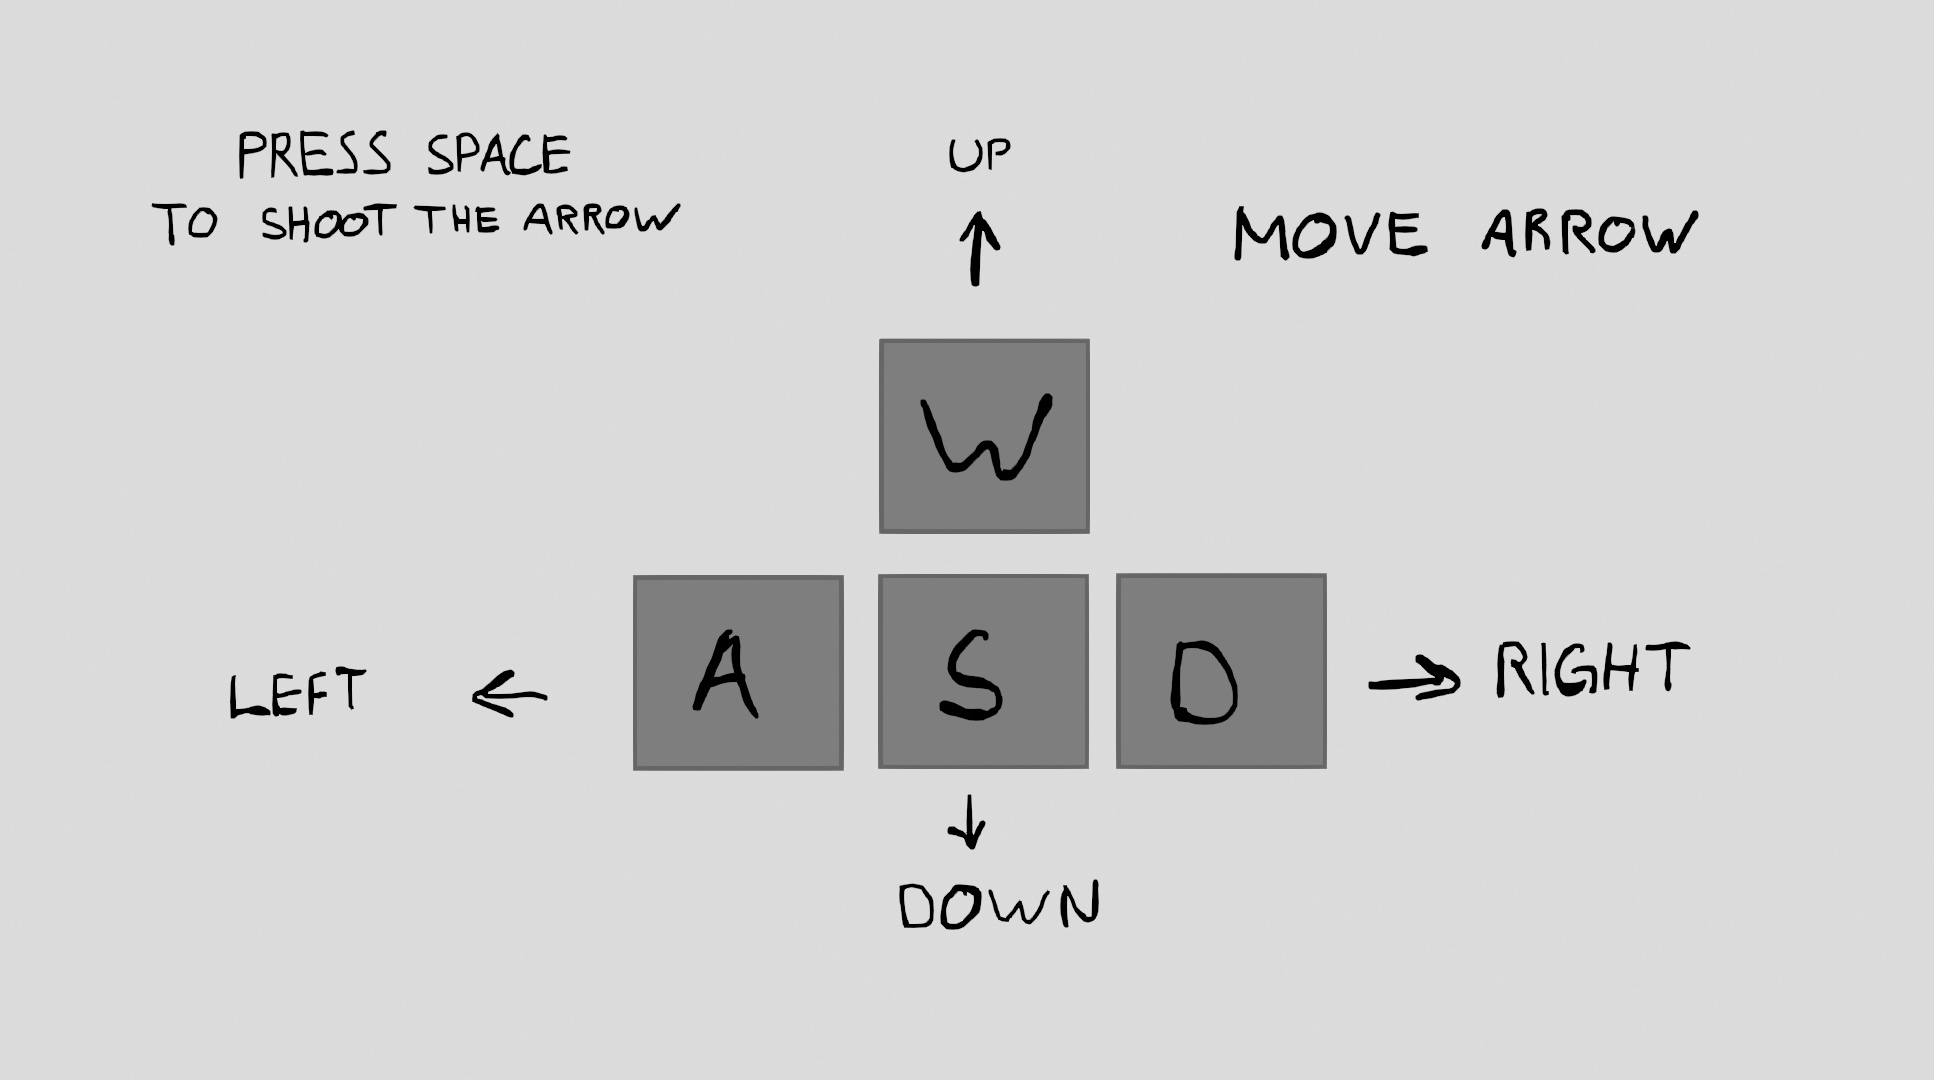 PRESS SPACE
TO SHOOT THE ARROW
UP
MOVE ARROW
W
LEFT
A
S
D
RIGHT
DOWN